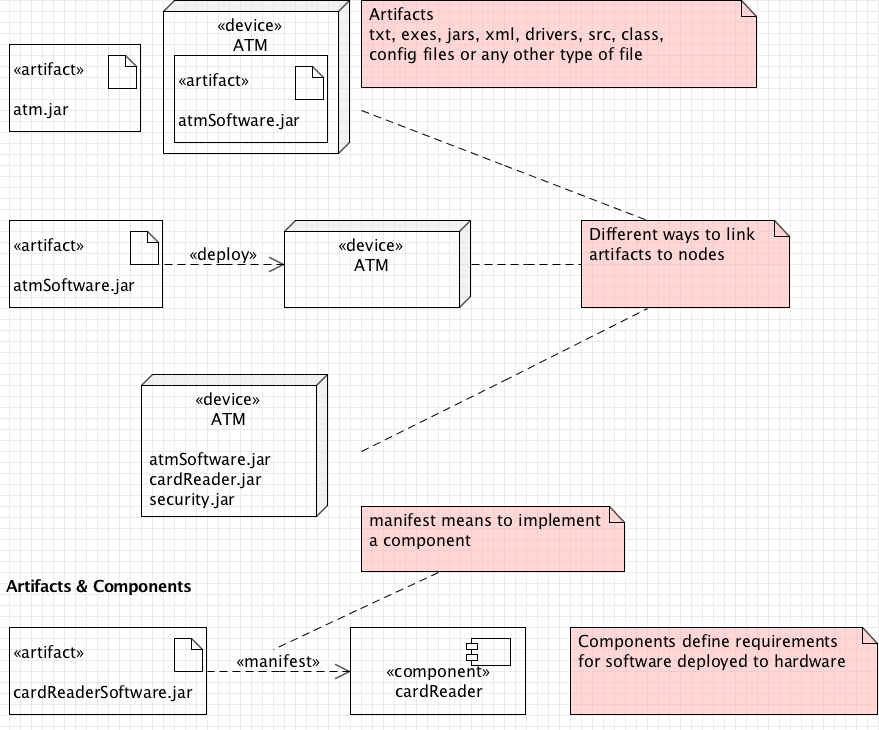 «artifact»
atm.jar
«device»
ATM
«artifact»
atmSoftware.jar
Artifacts
txt, exes, jars, xml, drivers, src, class,
config files or any other type of file
«artifact»
atmSoftware.jar
«deploy»
«device»
ATM
Different ways to link
artifacts to nodes
«device»
ATM
atmSoftware.jar
cardReader.jar
security.jar
manifest means to implement
a component
Artifacts & Components
«artifact»
cardReaderSoftware.jar
«manifest»
«component»
cardReader
Components define requirements
for software deployed to hardware